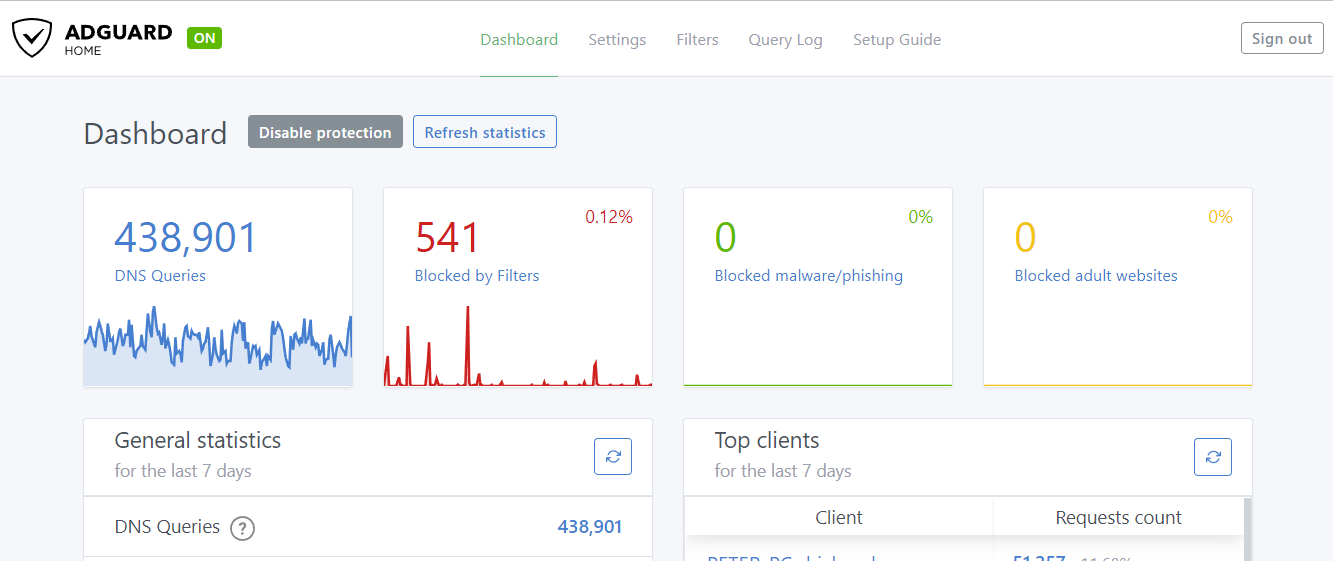 ADGUARD
HOME
ON
Dashboard Settings Filters Query Log Setup Guide
Sign out
Dashboard Disable protection Refresh statistics
438,901
DNS Queries
0.12%
541
Blocked by Filters
0%
0
Blocked malware/phishing
0%
0
Blocked adult websites
General statistics
for the last 7 days
DNS Queries ? 438,901
Top clients
for the last 7 days
Client Requests count
51,357